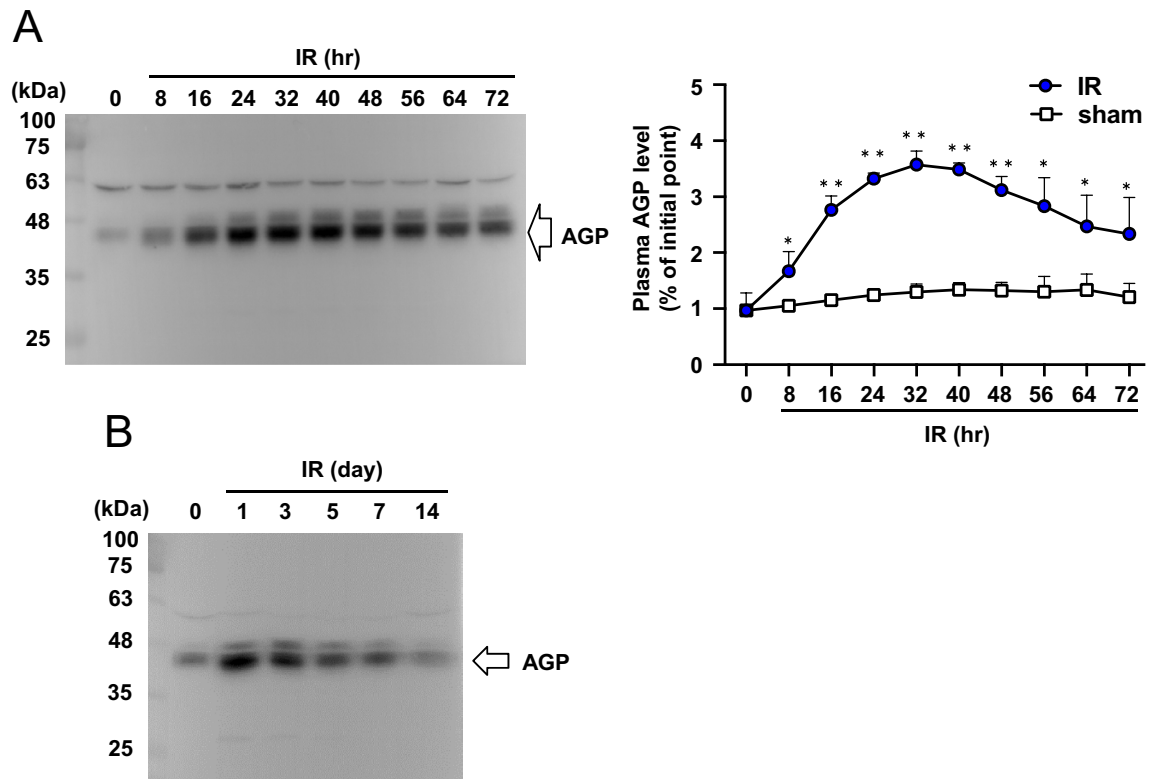 A
IR (hr)
(kDa) 0 8 16 24 32 40 48 56 64 72
100
75
63
48
35
25
AGP
Plasma AGP level
(% of initial point)
5
4
3
2
1
0
IR
sham
*
**
**
**
**
**
*
*
*
0 8 16 24 32 40 48 56 64 72
IR (hr)
B
IR (day)
(kDa) 0 1 3 5 7 14
100
75
63
48
35
25
AGP